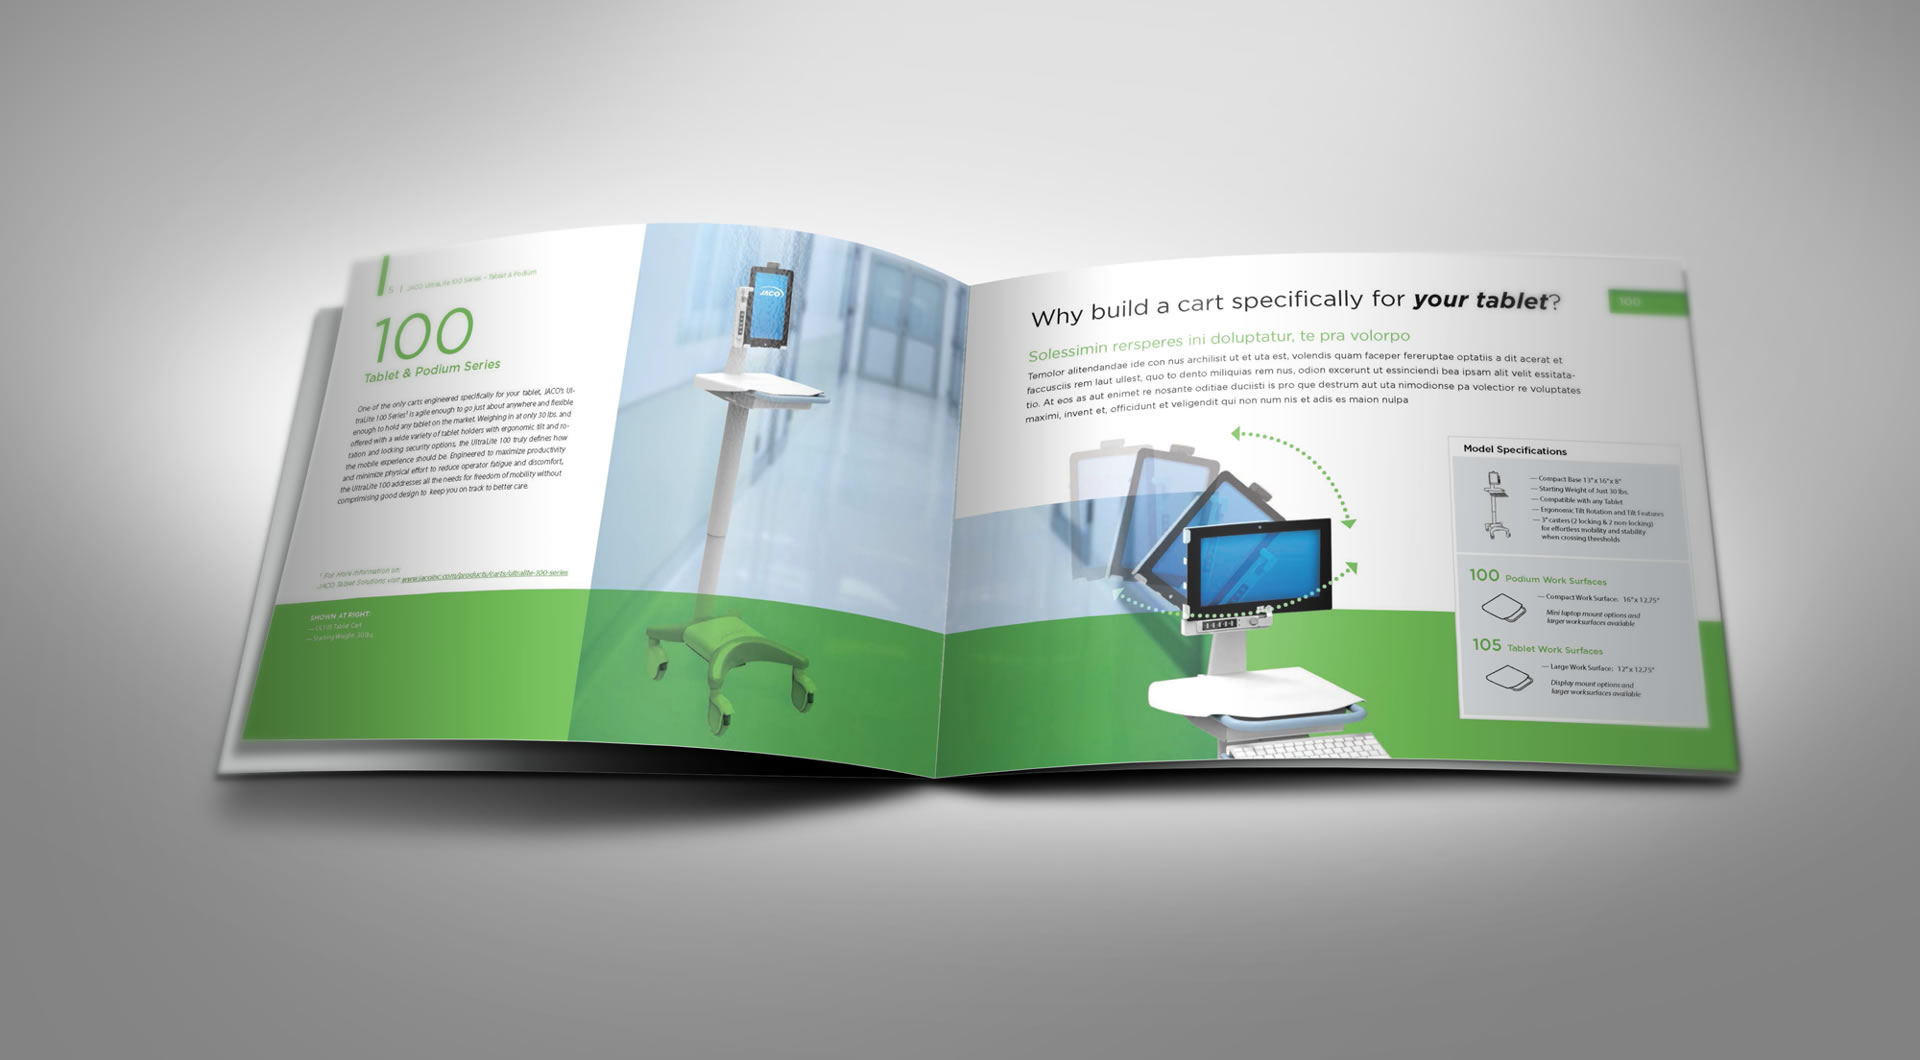 5 | JACO UltraLite 100 Series – Tablet & Podium
100
Tablet & Podium Series
One of the only carts engineered specifically for your tablet, JACO's Ul-
traLite 100 Series¹ is agile enough to go just about anywhere and flexible
enough to hold any tablet on the market. Weighing in at only 30 lbs. and
offered with a wide variety of tablet holders with ergonomic tilt and ro-
tation and locking security options, the UltraLite 100 truly defines how
the mobile experience should be. Engineered to maximize productivity
and minimize physical effort to reduce operator fatigue and discomfort,
the UltraLite 100 addresses all the needs for freedom of mobility without
comprimising good design to keep you on track to better care.
¹ For more information on
JACO Tablet Solutions visit www.jacoinc.com/products/carts/ultralite-100-series
SHOWN AT RIGHT:
Tablet Cart
— Starting Weight: 30 lbs.
JACO
Why build a cart specifically for your tablet?
100
Solessimin rersperes ini doluptatur, te pra volorpo
Temolor alitendandae ide con nus archilisit ut et uta est, volendis quam faceper fereruptae optatiis a dit acerat et
faccusciis rem laut ullest, quo to dento miliquias rem nus, odion excerunt ut essinciendi bea ipsam alit velit essitata-
tio. At eos as aut enimet re nosante oditiae duciisti is pro que destrum aut uta nimodionse pa volectior re voluptates
maximi, invent et, officidunt et veligendit qui non num nis et adis es maion nulpa
Model Specifications
— Compact Base 13" x 16" x 8"
— Starting Weight of Just 30 lbs.
— Compatible with any Tablet
— Ergonomic Tilt Rotation and Tilt Features
— 3" casters (2 locking & 2 non-locking)
for effortless mobility and stability
when crossing thresholds
100 Podium Work Surfaces
— Compact Work Surface: 16" x 12.75"
Mini laptop mount options and
larger worksurfaces available
105 Tablet Work Surfaces
— Large Work Surface: 12" x 12.75"
Display mount options and
larger worksurfaces available